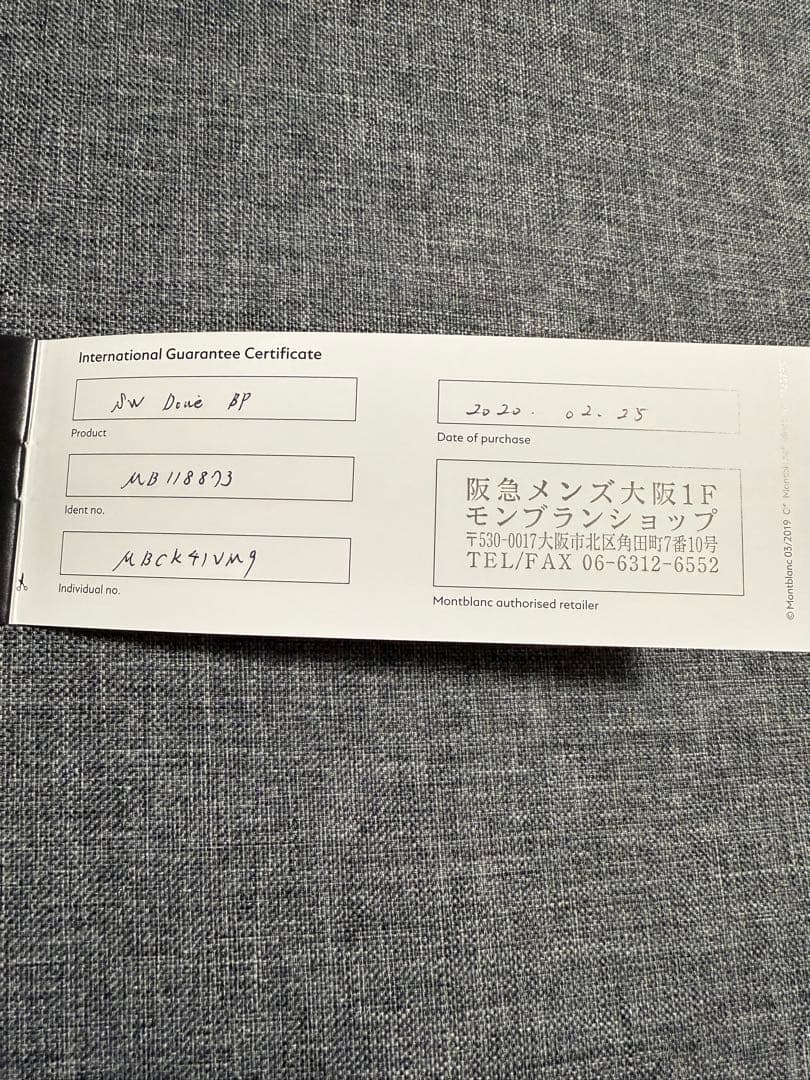 International Guarantee Certificate
SW Doué BP
Product
MB 118873
Ident no.
MBCK41VM9
Individual no.
2020. 02. 25
Date of purchase
阪急メンズ大阪1F
モンブランショップ
〒530-0017大阪市北区角田町7番10号
TEL/FAX 06-6312-6552
Montblanc authorised retailer
© Montblanc 03/2019